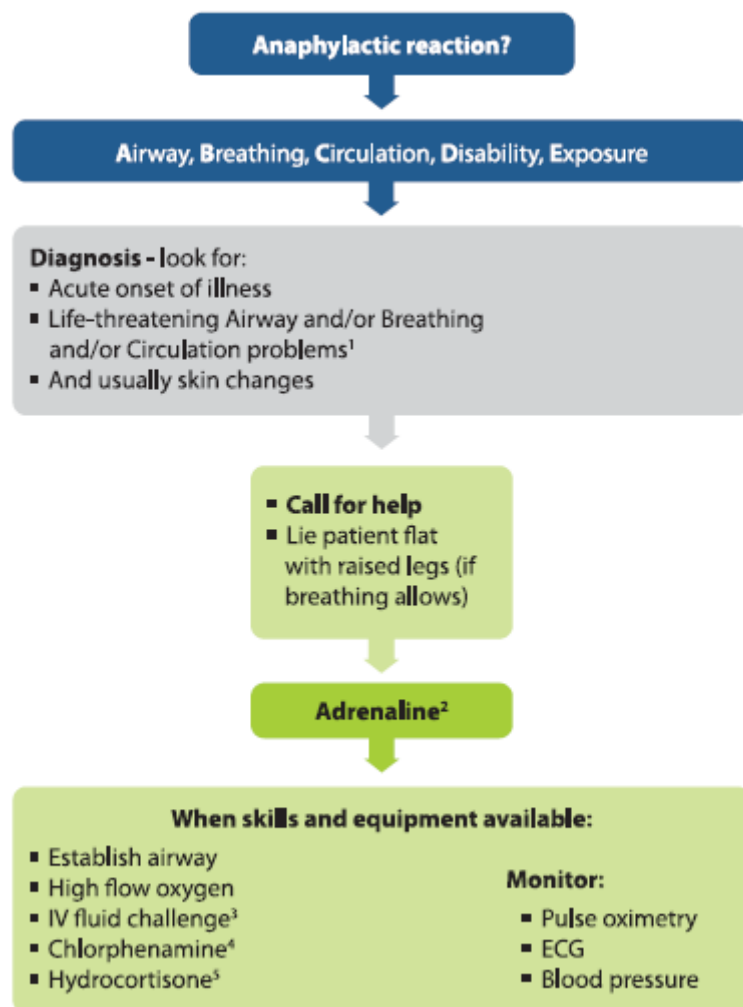 Anaphylactic reaction?
Airway, Breathing, Circulation, Disability, Exposure
Diagnosis - look for:
▪ Acute onset of illness
▪ Life-threatening Airway and/or Breathing
and/or Circulation problems¹
▪ And usually skin changes
▪ Call for help
▪ Lie patient flat
with raised legs (if
breathing allows)
Adrenaline²
When skills and equipment available:
▪ Establish airway
▪ High flow oxygen
▪ IV fluid challenge³
▪ Chlorphenamine⁴
▪ Hydrocortisone⁵
Monitor:
▪ Pulse oximetry
▪ ECG
▪ Blood pressure